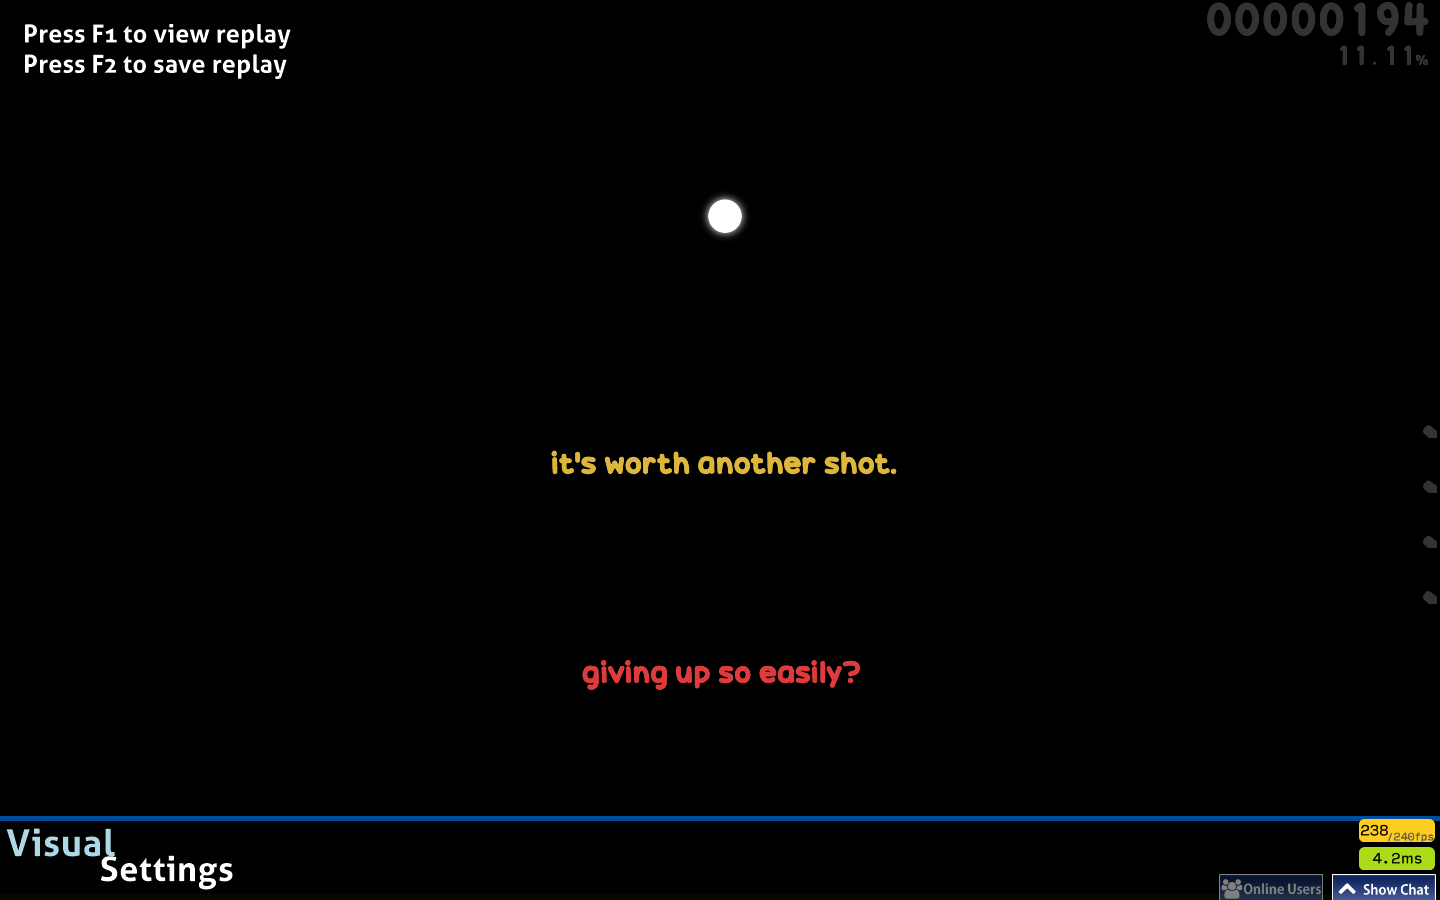 Press F1 to view replay
Press F2 to save replay
00000194
11.11%
it's worth another shot.
giving up so easily?
Visual
Settings
238/240fps
4.2ms
Online Users
Show Chat